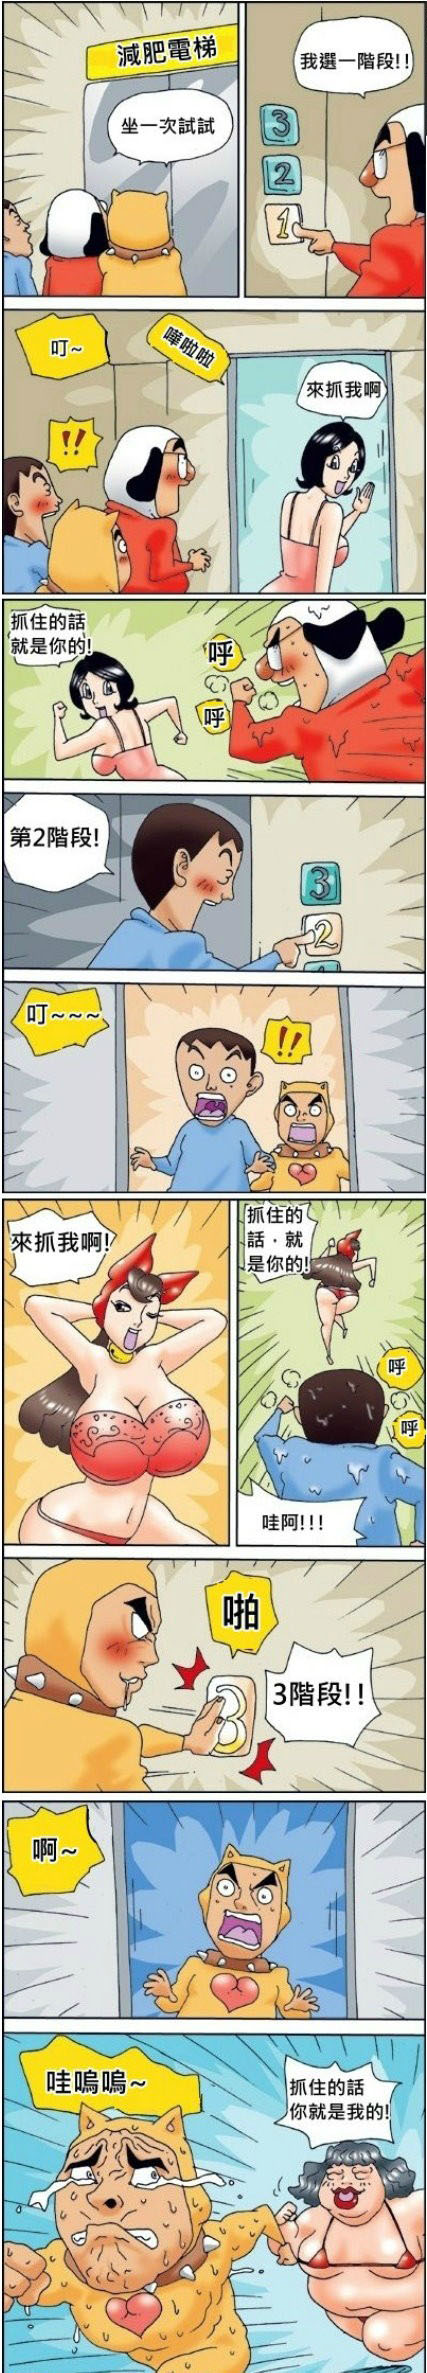 減肥電梯
坐一次試試
我選一階段!!
3
2
1
叮~
嘩啦啦
!!
來抓我啊
抓住的話
就是你的!
呼
呼
第2階段!
3
2
1
叮~~~
!!
來抓我啊!
抓住的
話，就
是你的!
呼
呼
哇阿!!!
啪
3
3階段!!
啊~
哇嗚嗚~
抓住的話
你就是我的!